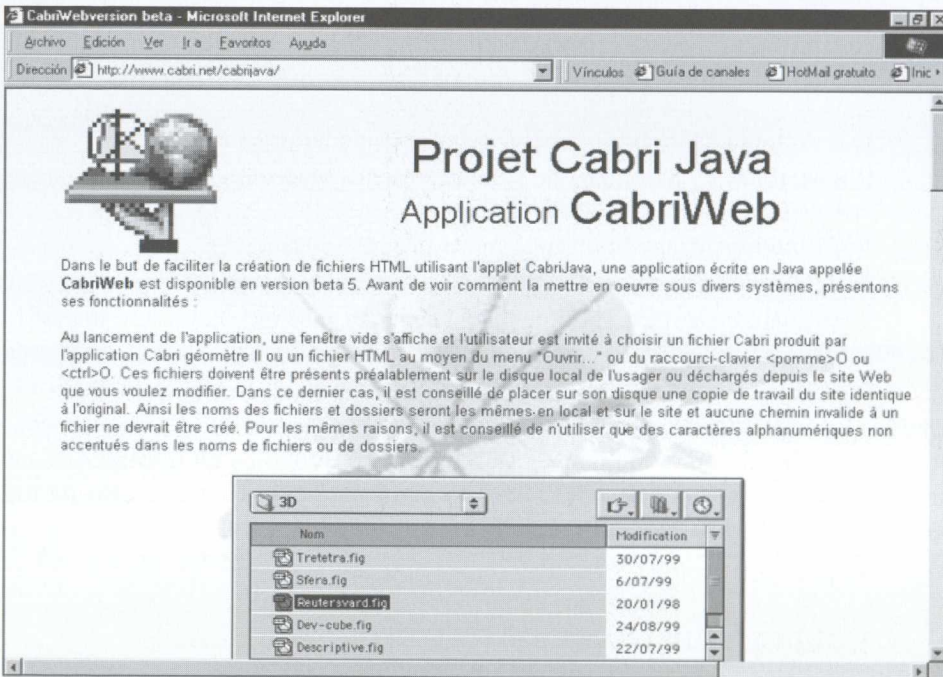 CabriWebversion beta - Microsoft Internet Explorer
Archivo Edición Ver Ir a Favoritos Ayuda
Dirección http://www.cabri.net/cabrijava/ Vínculos Guía de canales HotMail gratuito Inic
Projet Cabri Java
Application CabriWeb
Dans le but de faciliter la création de fichiers HTML utilisant l'applet CabriJava, une application écrite en Java appelée
CabriWeb est disponible en version beta 5. Avant de voir comment la mettre en oeuvre sous divers systèmes, présentons
ses fonctionnalités :
Au lancement de l'application, une fenêtre vide s'affiche et l'utilisateur est invité à choisir un fichier Cabri produit par
l'application Cabri géomètre II ou un fichier HTML au moyen du menu "Ouvrir..." ou du raccourci-clavier <pomme>O ou
<ctrl>O. Ces fichiers doivent être présents préalablement sur le disque local de l'usager ou déchargés depuis le site Web
que vous voulez modifier. Dans ce dernier cas, il est conseillé de placer sur son disque une copie de travail du site identique
à l'original. Ainsi les noms des fichiers et dossiers seront les mêmes en local et sur le site et aucune chemin invalide à un
fichier ne devrait être créé. Pour les mêmes raisons, il est conseillé de n'utiliser que des caractères alphanumériques non
accentués dans les noms de fichiers ou de dossiers.
3D
Nom Modification
Tretetra.fig 30/07/99
Sfera.fig 6/07/99
Reutersvard.fig 20/01/98
Dev-cube.fig 24/08/99
Descriptive.fig 22/07/99